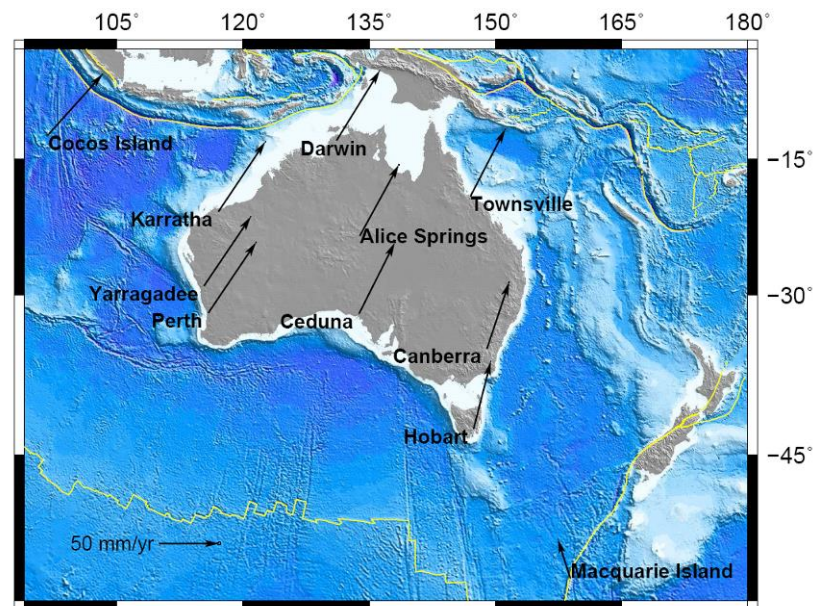 105° 120° 135° 150° 165° 180°
Cocos Island
Darwin
−15°
Karratha
Townsville
Alice Springs
Yarragadee
−30°
Perth
Ceduna
Canberra
Hobart
−45°
50 mm/yr
Macquarie Island